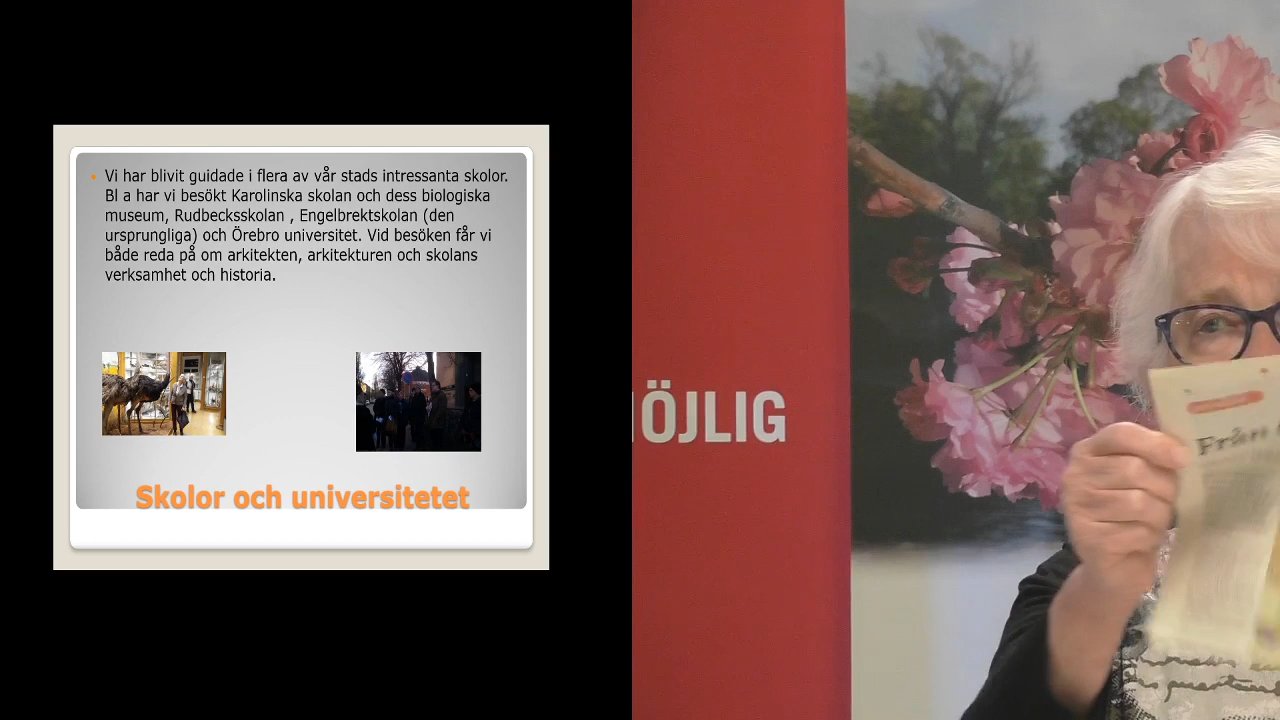 Vi har blivit guidade i flera av vår stads intressanta skolor.
Bl a har vi besökt Karolinska skolan och dess biologiska
museum, Rudbecksskolan , Engelbrektskolan (den
ursprungliga) och Örebro universitet. Vid besöken får vi
både reda på om arkitekten, arkitekturen och skolans
verksamhet och historia.
Skolor och universitetet
ÖJLIG
Från